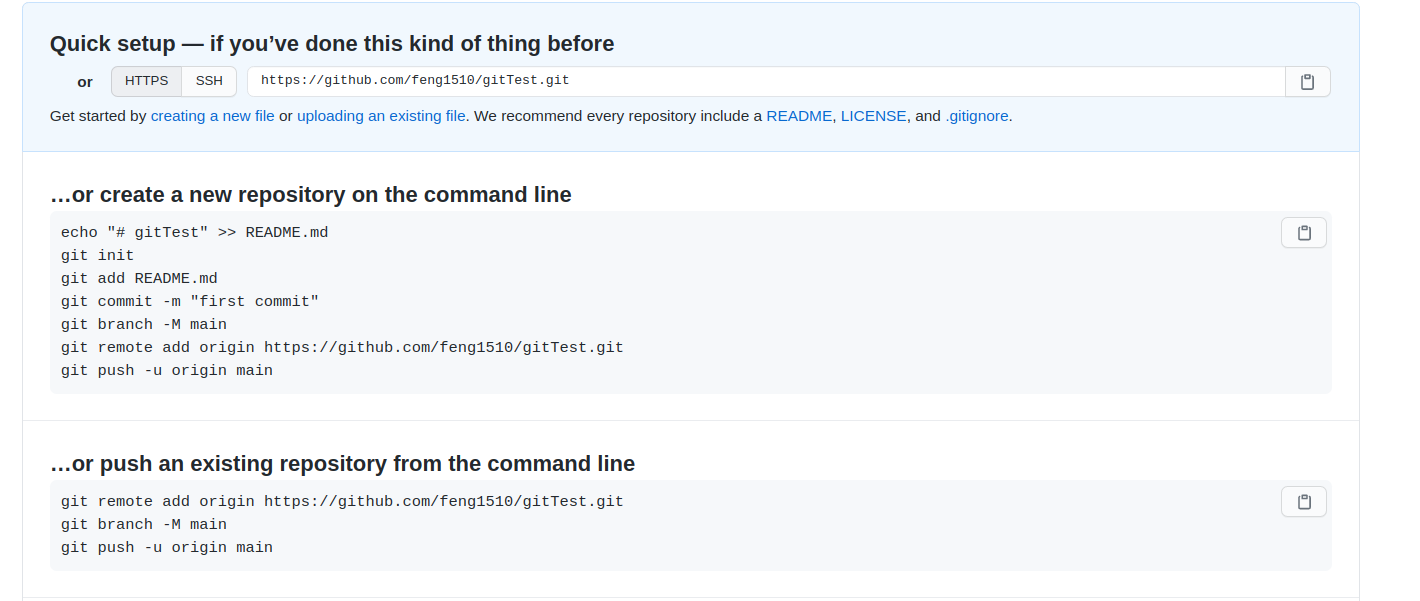 Quick setup — if you’ve done this kind of thing before
or HTTPS SSH https://github.com/feng1510/gitTest.git
Get started by creating a new file or uploading an existing file. We recommend every repository include a README, LICENSE, and .gitignore.
…or create a new repository on the command line
echo "# gitTest" >> README.md
git init
git add README.md
git commit -m "first commit"
git branch -M main
git remote add origin https://github.com/feng1510/gitTest.git
git push -u origin main
…or push an existing repository from the command line
git remote add origin https://github.com/feng1510/gitTest.git
git branch -M main
git push -u origin main